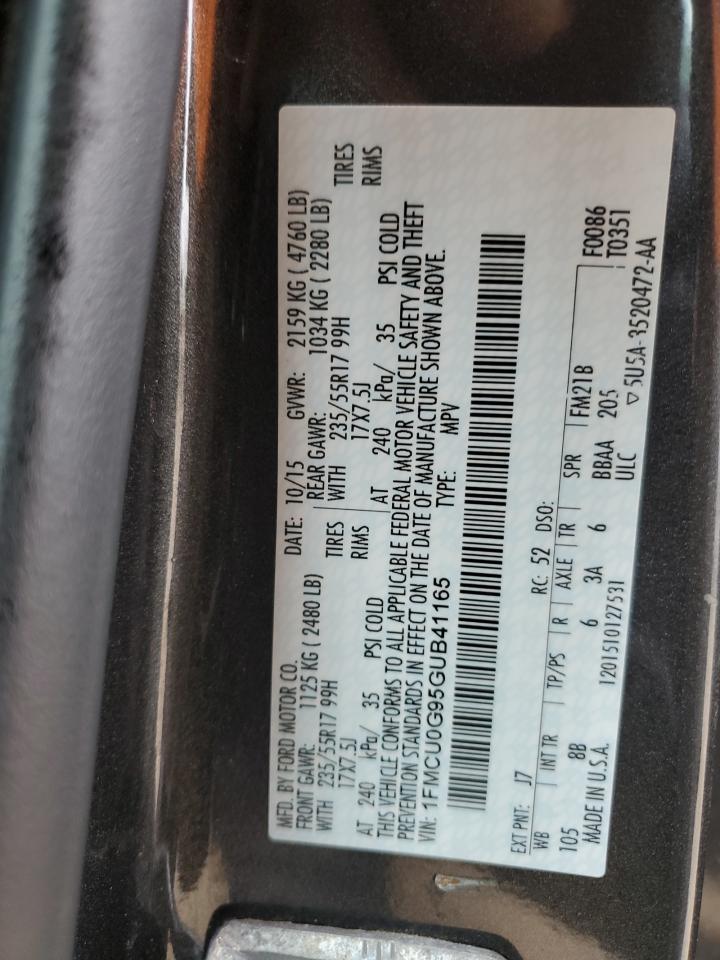 MFD. BY FORD MOTOR CO.
DATE: 10/15 GVWR: 2159 KG ( 4760 LB)
FRONT GAWR: 1125 KG ( 2480 LB) REAR GAWR: 1034 KG ( 2280 LB)
WITH 235/55R17 99H TIRES WITH 235/55R17 99H TIRES
17X7.5J RIMS 17X7.5J RIMS
AT 240 kPa/ 35 PSI COLD AT 240 kPa/ 35 PSI COLD
THIS VEHICLE CONFORMS TO ALL APPLICABLE FEDERAL MOTOR VEHICLE SAFETY AND THEFT
PREVENTION STANDARDS IN EFFECT ON THE DATE OF MANUFACTURE SHOWN ABOVE.
VIN: 1FMCU0G95GUB41165 TYPE: MPV
EXT PNT: J7 RC: 52 DSO:
WB INT TR TP/PS R AXLE TR SPR FM21B F0086
105 8B 6 3A 6 BBAA 205 T0351
MADE IN U.S.A. 1201510127531 ULC ▽5U5A-3520472-AA